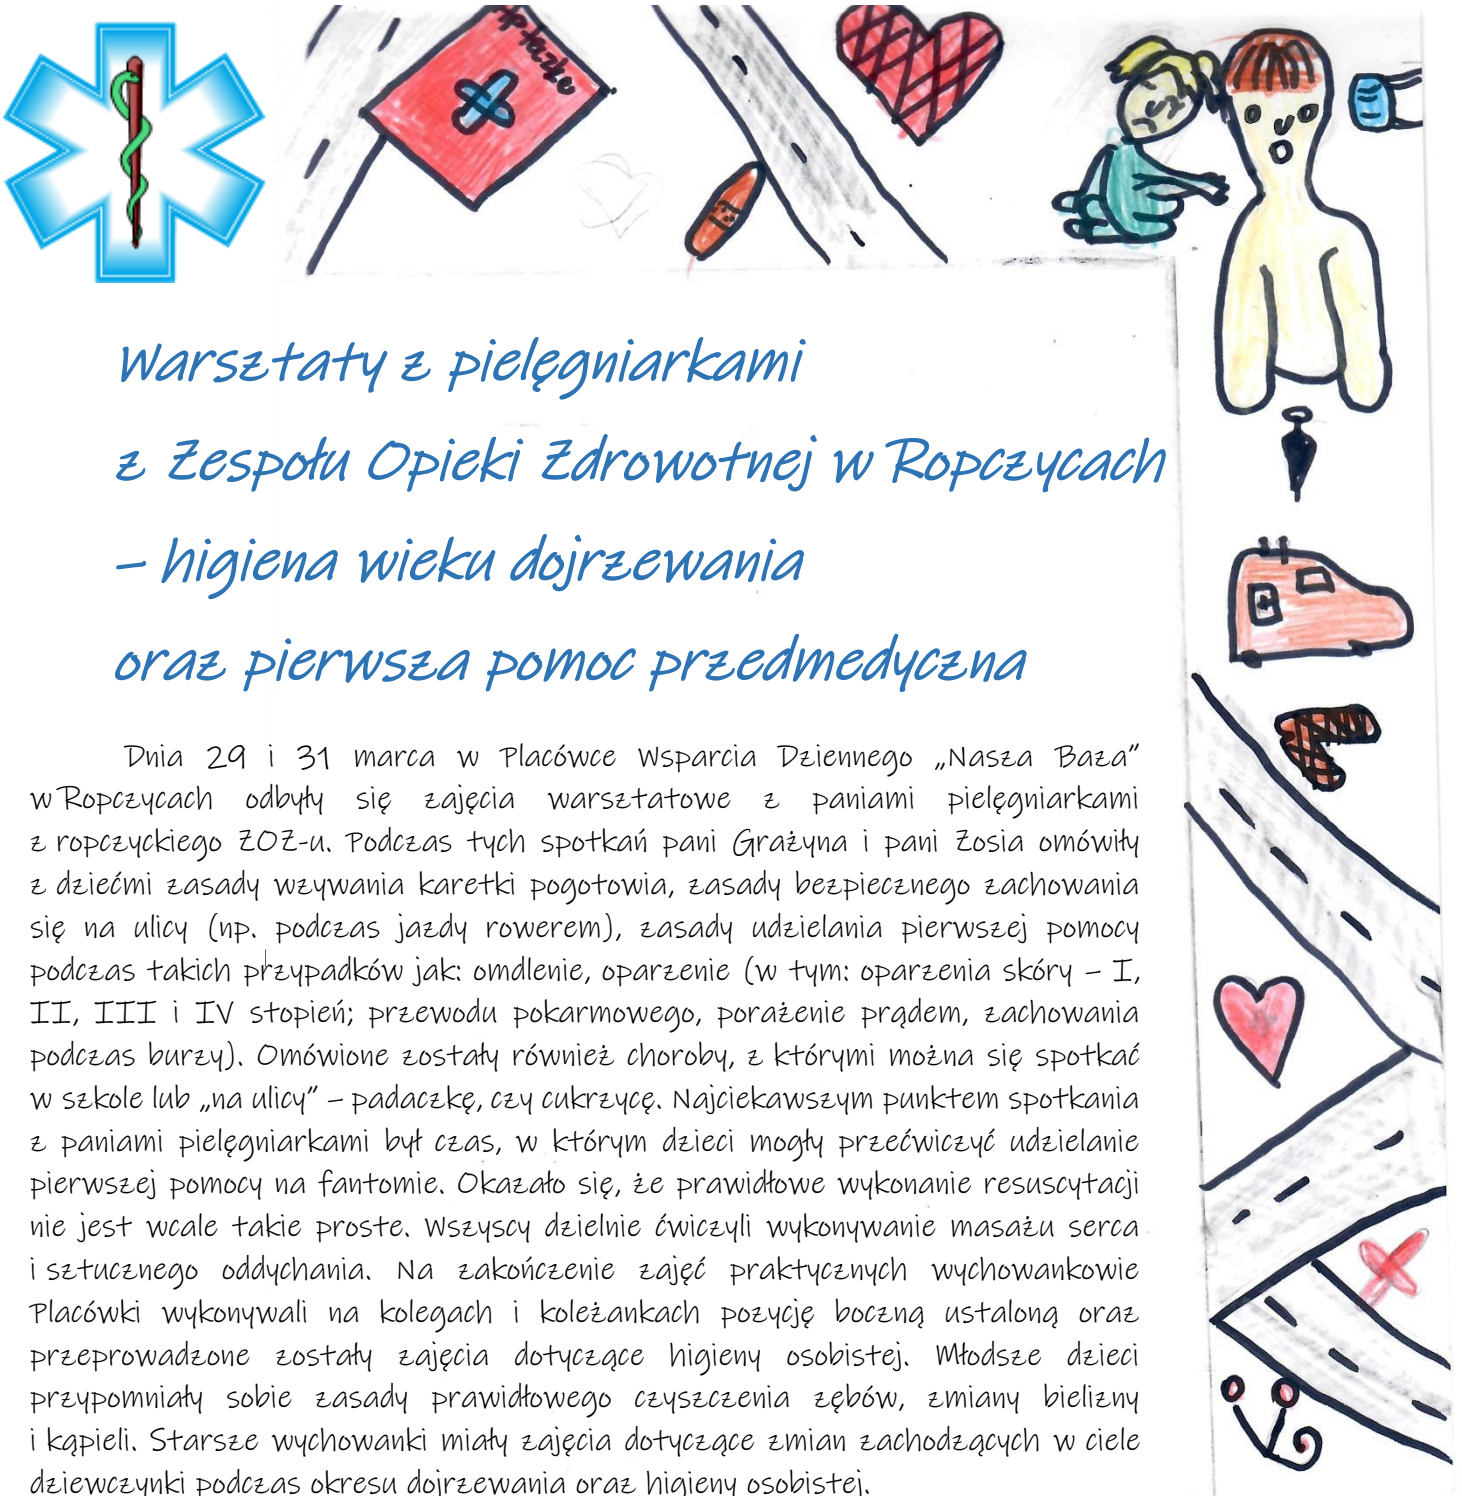 Apteczka
Warsztaty z pielęgniarkami
z Zespołu Opieki Zdrowotnej w Ropczycach
– higiena wieku dojrzewania
oraz pierwsza pomoc przedmedyczna
Dnia 29 i 31 marca w Placówce Wsparcia Dziennego „Nasza Baza”
w Ropczycach odbyły się zajęcia warsztatowe z paniami pielęgniarkami
z ropczyckiego ZOZ-u. Podczas tych spotkań pani Grażyna i pani Zosia omówiły
z dziećmi zasady wzywania karetki pogotowia, zasady bezpiecznego zachowania
się na ulicy (np. podczas jazdy rowerem), zasady udzielania pierwszej pomocy
podczas takich przypadków jak: omdlenie, oparzenie (w tym: oparzenia skóry – I,
II, III i IV stopień; przewodu pokarmowego, porażenie prądem, zachowania
podczas burzy). Omówione zostały również choroby, z którymi można się spotkać
w szkole lub „na ulicy” – padaczkę, czy cukrzycę. Najciekawszym punktem spotkania
z paniami pielęgniarkami był czas, w którym dzieci mogły przećwiczyć udzielanie
pierwszej pomocy na fantomie. Okazało się, że prawidłowe wykonanie resuscytacji
nie jest wcale takie proste. Wszyscy dzielnie ćwiczyli wykonywanie masażu serca
i sztucznego oddychania. Na zakończenie zajęć praktycznych wychowankowie
Placówki wykonywali na kolegach i koleżankach pozycję boczną ustaloną oraz
przeprowadzone zostały zajęcia dotyczące higieny osobistej. Młodsze dzieci
przypomniały sobie zasady prawidłowego czyszczenia zębów, zmiany bielizny
i kąpieli. Starsze wychowanki miały zajęcia dotyczące zmian zachodzących w ciele
dziewczynki podczas okresu dojrzewania oraz higieny osobistej.